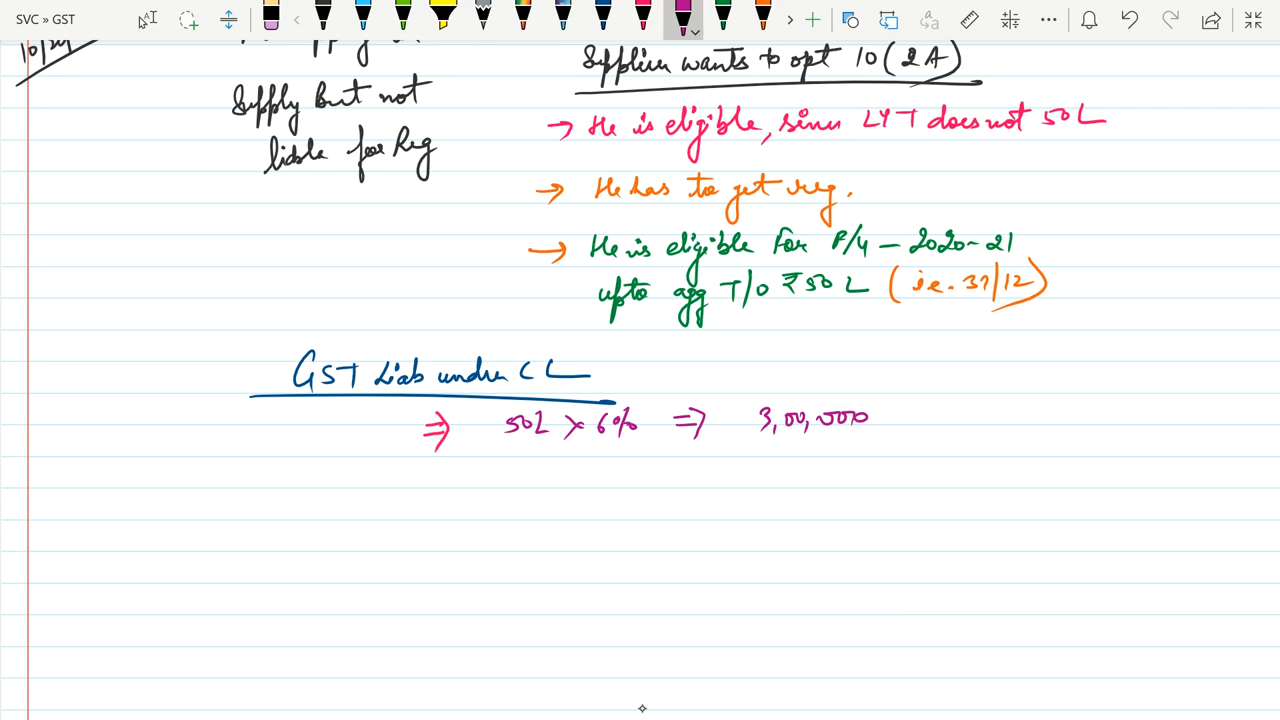 SVC » GST
10/24
Supply But not
liable for Reg
Supplier wants to opt 10(2A)
→ He is eligible, since LYT does not 50L
→ He has to get reg.
→ He is eligible For F/Y - 2020-21
upto agg T/O ₹50 L (i.e. 31/12)
GST Liab under CL
⇒ 50L × 6% ⇒ 3,00,000